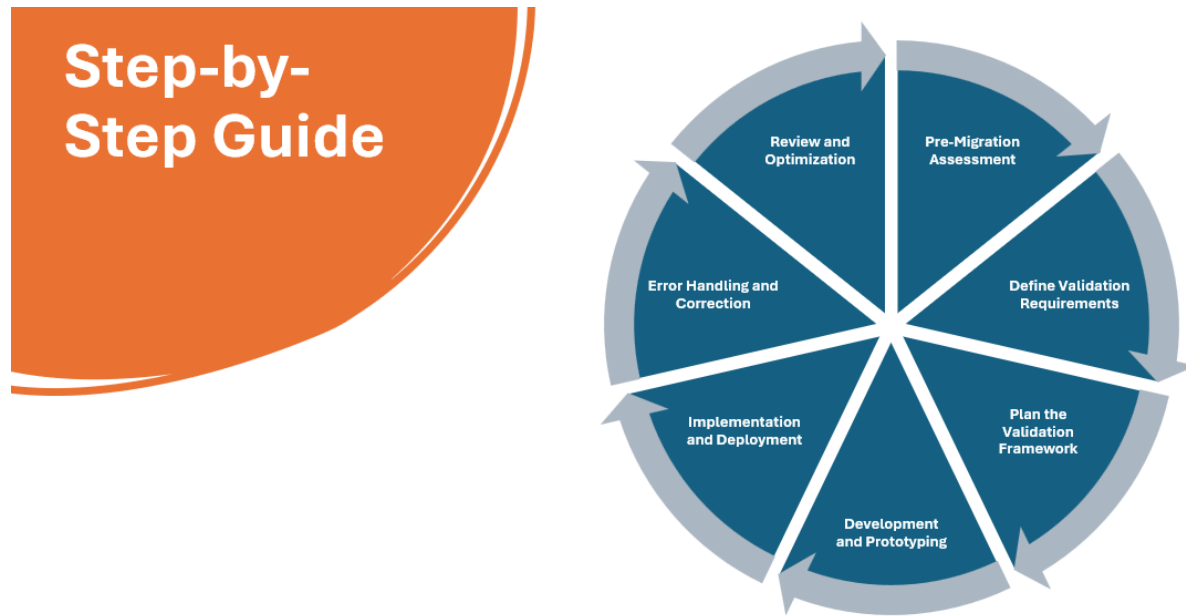 Step-by-
Step Guide
Pre-Migration
Assessment
Define Validation
Requirements
Plan the
Validation
Framework
Development
and Prototyping
Implementation
and Deployment
Error Handling and
Correction
Review and
Optimization